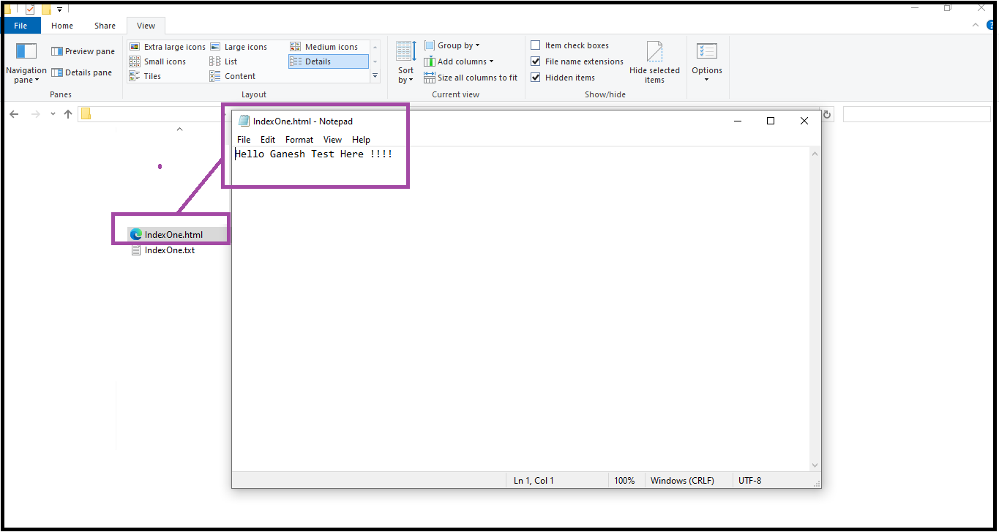 File Home Share View
Extra large icons Large icons Medium icons
Small icons List Details
Tiles Content
Preview pane
Details pane
Navigation
pane
Panes
Layout
Sort
by
Group by
Add columns
Size all columns to fit
Current view
Item check boxes
File name extensions
Hidden items
Hide selected
items
Show/hide
Options
IndexOne.html - Notepad
File Edit Format View Help
Hello Ganesh Test Here !!!!
IndexOne.html
IndexOne.txt
Ln 1, Col 1 100% Windows (CRLF) UTF-8